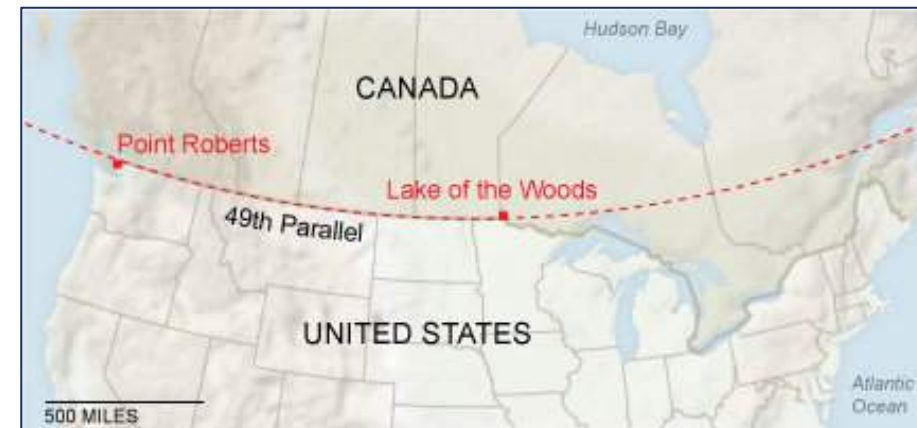 Hudson Bay
CANADA
Point Roberts
Lake of the Woods
49th Parallel
UNITED STATES
Atlantic
Ocean
500 MILES